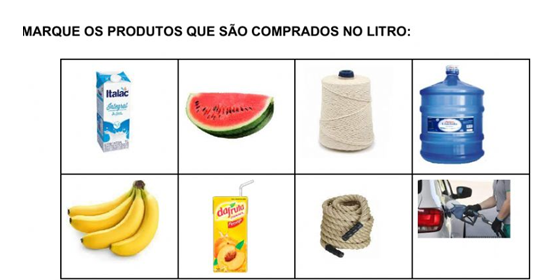 MARQUE OS PRODUTOS QUE SÃO COMPRADOS NO LITRO:
Italac
Integral
dafruta